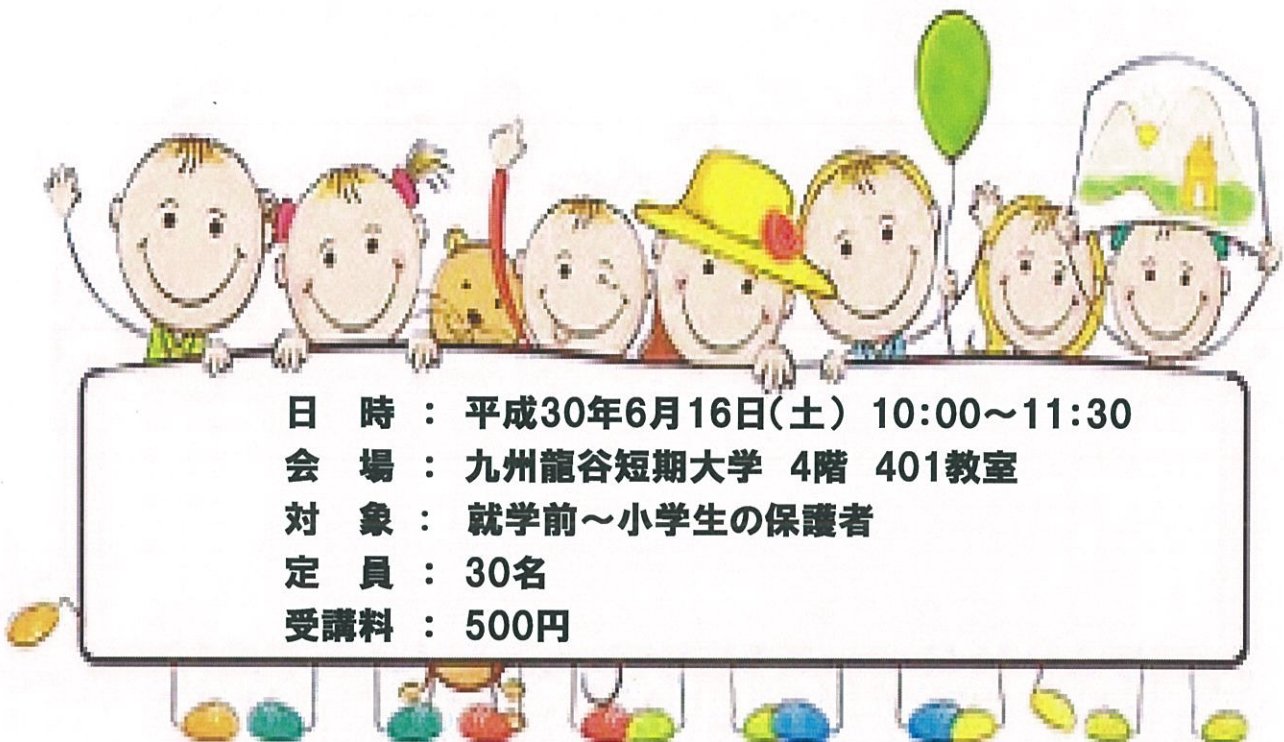 日　時　：　平成30年6月16日(土)　10:00～11:30
会　場　：　九州龍谷短期大学　4階　401教室
対　象　：　就学前～小学生の保護者
定　員　：　30名
受講料　：　500円